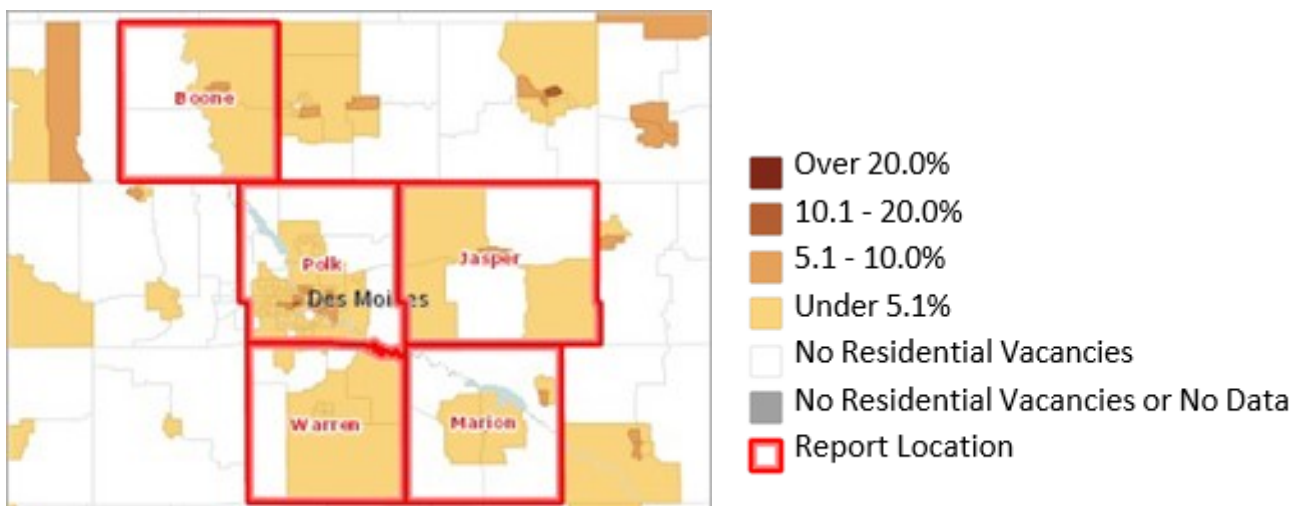 Boone
Polk
Jasper
Des Moines
Warren
Marion
Over 20.0%
10.1 - 20.0%
5.1 - 10.0%
Under 5.1%
No Residential Vacancies
No Residential Vacancies or No Data
Report Location